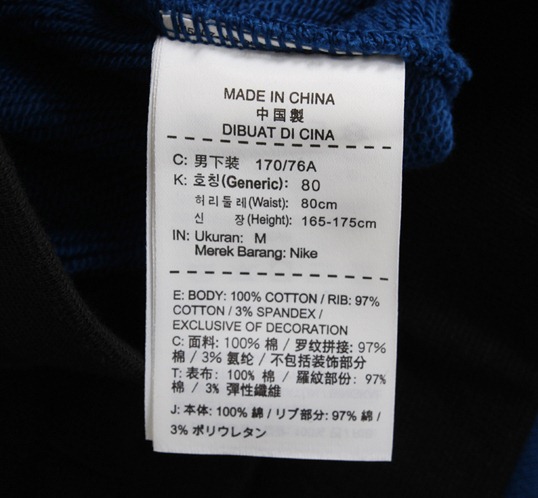 MADE IN CHINA
中国製
DIBUAT DI CINA
C: 男下装 170/76A
K: 호칭(Generic): 80
허리둘레(Waist): 80cm
신 장(Height): 165-175cm
IN: Ukuran: M
Merek Barang: Nike
E: BODY: 100% COTTON / RIB: 97%
COTTON / 3% SPANDEX /
EXCLUSIVE OF DECORATION
C: 面料: 100% 棉 / 罗纹拼接: 97%
棉 / 3% 氨纶 / 不包括装饰部分
T: 表布: 100% 棉 / 羅紋部份: 97%
棉 / 3% 彈性纖維
J: 本体: 100% 綿 / リブ部分: 97% 綿 /
3% ポリウレタン